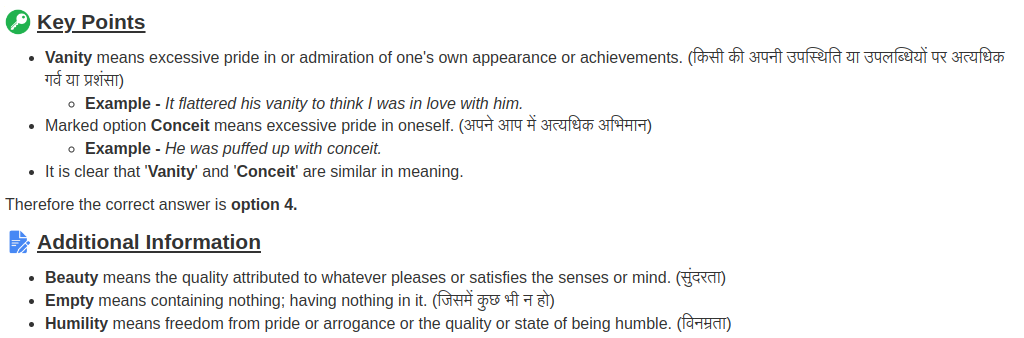 Key Points
Vanity means excessive pride in or admiration of one's own appearance or achievements. (किसी की अपनी उपस्थिति या उपलब्धियों पर अत्यधिक
गर्व या प्रशंसा)
Example - It flattered his vanity to think I was in love with him.
Marked option Conceit means excessive pride in oneself. (अपने आप में अत्यधिक अभिमान)
Example - He was puffed up with conceit.
It is clear that 'Vanity' and 'Conceit' are similar in meaning.
Therefore the correct answer is option 4.
Additional Information
Beauty means the quality attributed to whatever pleases or satisfies the senses or mind. (सुंदरता)
Empty means containing nothing; having nothing in it. (जिसमें कुछ भी न हो)
Humility means freedom from pride or arrogance or the quality or state of being humble. (विनम्रता)